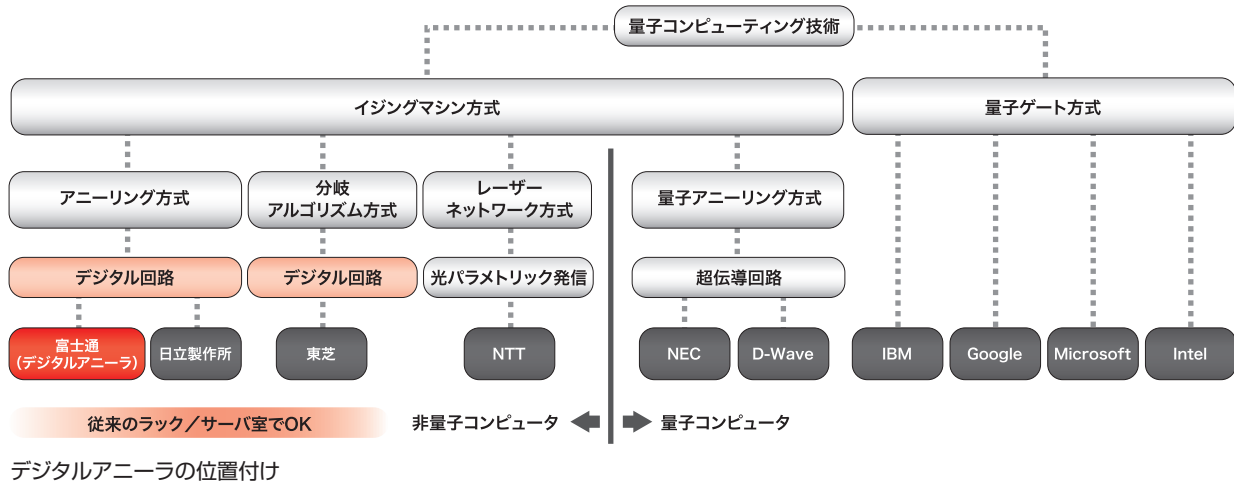 量子コンピューティング技術
イジングマシン方式
量子ゲート方式
アニーリング方式
分岐
アルゴリズム方式
レーザー
ネットワーク方式
量子アニーリング方式
デジタル回路
デジタル回路
光パラメトリック発信
超伝導回路
富士通
(デジタルアニーラ)
日立製作所
東芝
NTT
NEC
D-Wave
IBM
Google
Microsoft
Intel
従来のラック／サーバ室でOK
非量子コンピュータ
量子コンピュータ
デジタルアニーラの位置付け